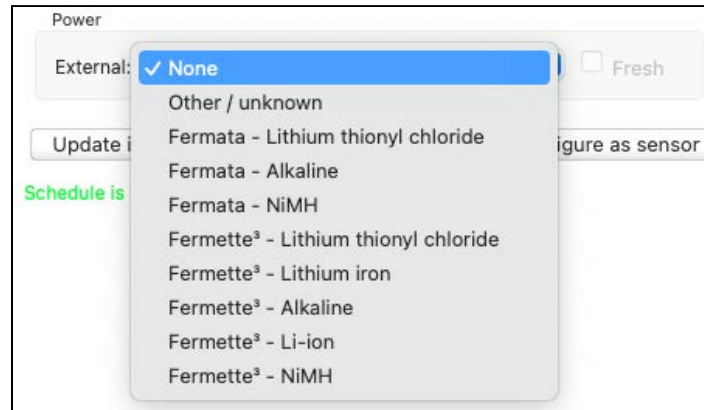 Power
External:
✓ None
Fresh
Other / unknown
Fermata - Lithium thionyl chloride
Update i
igure as sensor
Fermata - Alkaline
Schedule is
Fermata - NiMH
Fermette³ - Lithium thionyl chloride
Fermette³ - Lithium iron
Fermette³ - Alkaline
Fermette³ - Li-ion
Fermette³ - NiMH